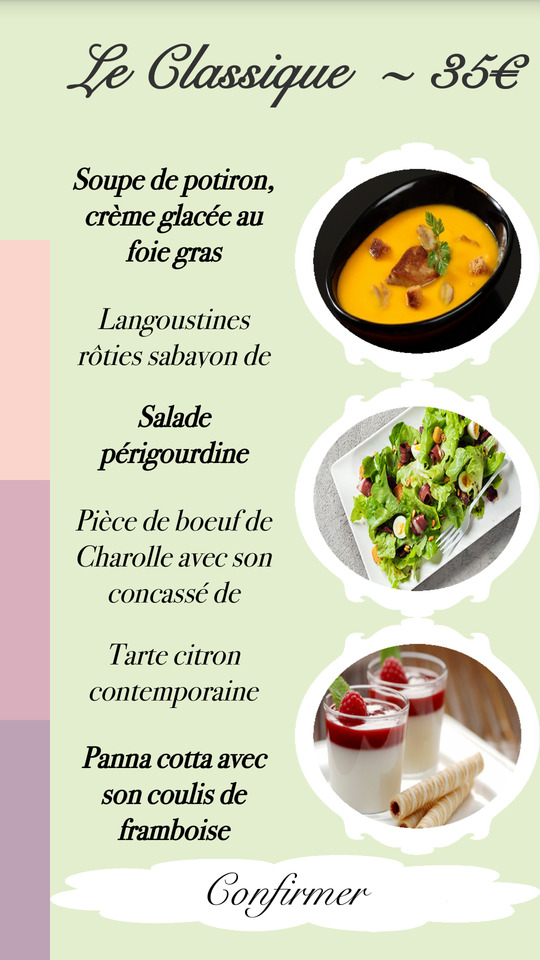 Le Classique ~ 35€
Soupe de potiron,
crème glacée au
foie gras
Langoustines
rôties sabayon de
Salade
périgourdine
Pièce de boeuf de
Charolle avec son
concassé de
Tarte citron
contemporaine
Panna cotta avec
son coulis de
framboise
Confirmer